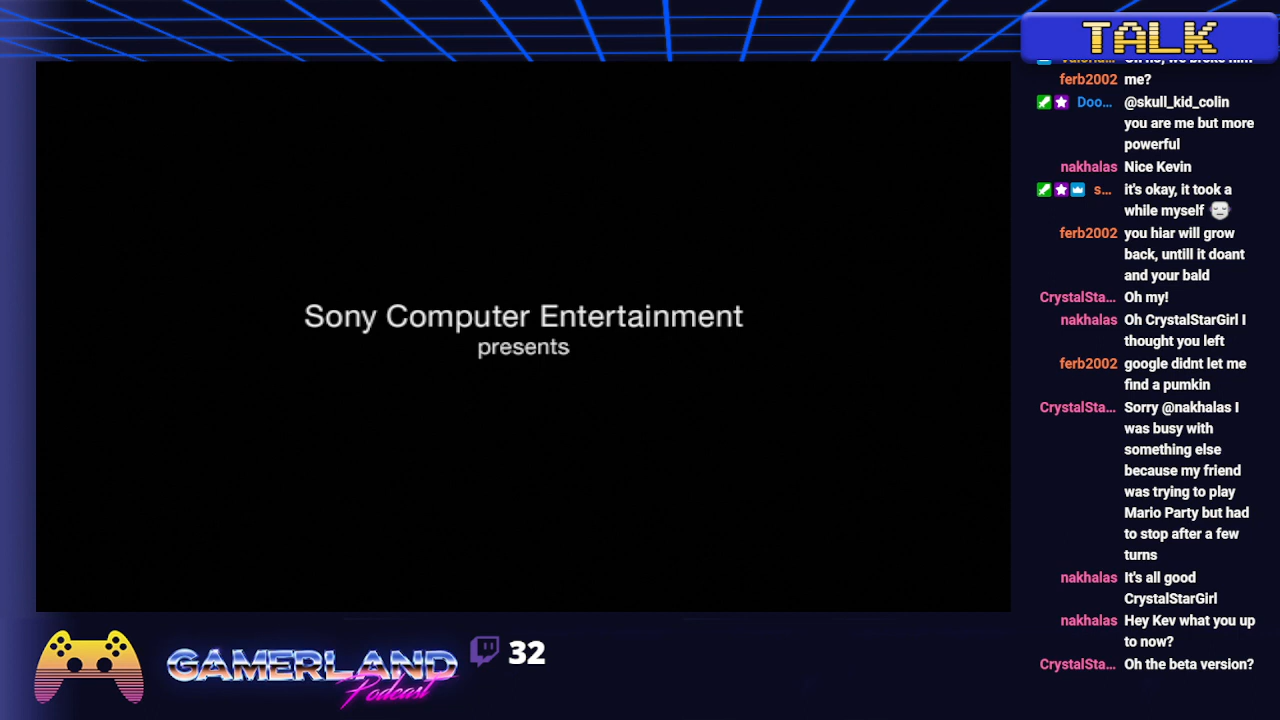 TALK
ferb2002 me?
Doo... @skull_kid_colin
you are me but more
powerful
nakhalas Nice Kevin
s... it's okay, it took a
while myself
ferb2002 you hiar will grow
back, untill it doant
and your bald
CrystalSta... Oh my!
nakhalas Oh CrystalStarGirl I
thought you left
ferb2002 google didnt let me
find a pumkin
CrystalSta... Sorry @nakhalas I
was busy with
something else
because my friend
was trying to play
Mario Party but had
to stop after a few
turns
nakhalas It's all good
CrystalStarGirl
nakhalas Hey Kev what you up
to now?
CrystalSta... Oh the beta version?
Sony Computer Entertainment
presents
GAMERLAND
Podcast
32